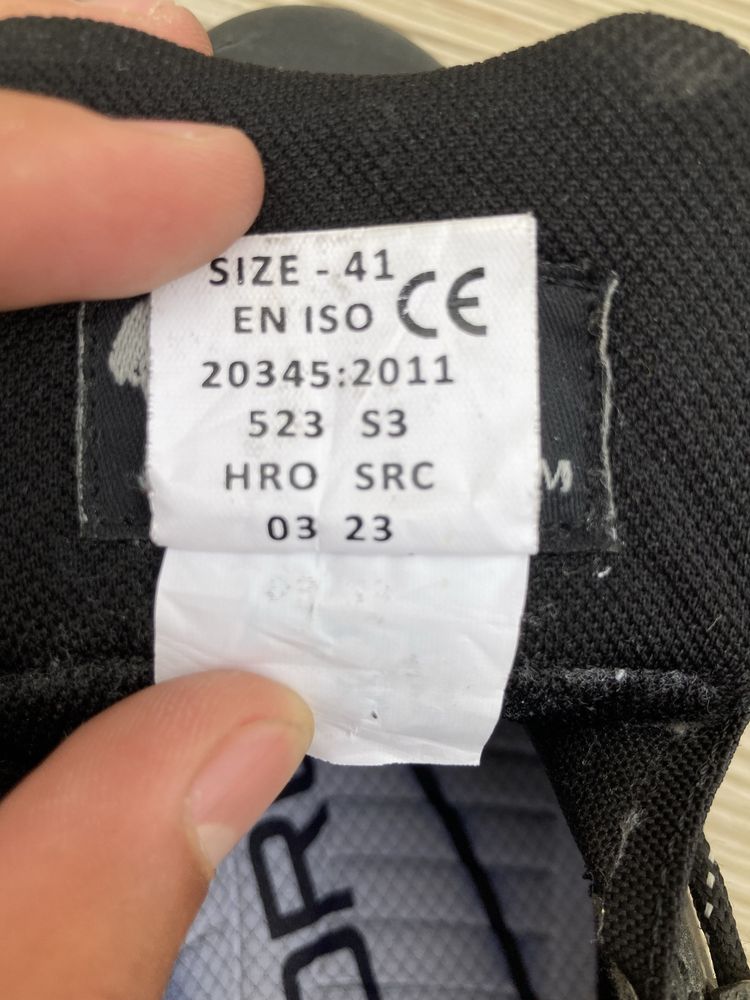 SIZE - 41
EN ISO CE
20345:2011
523 S3
HRO SRC
03 23
M